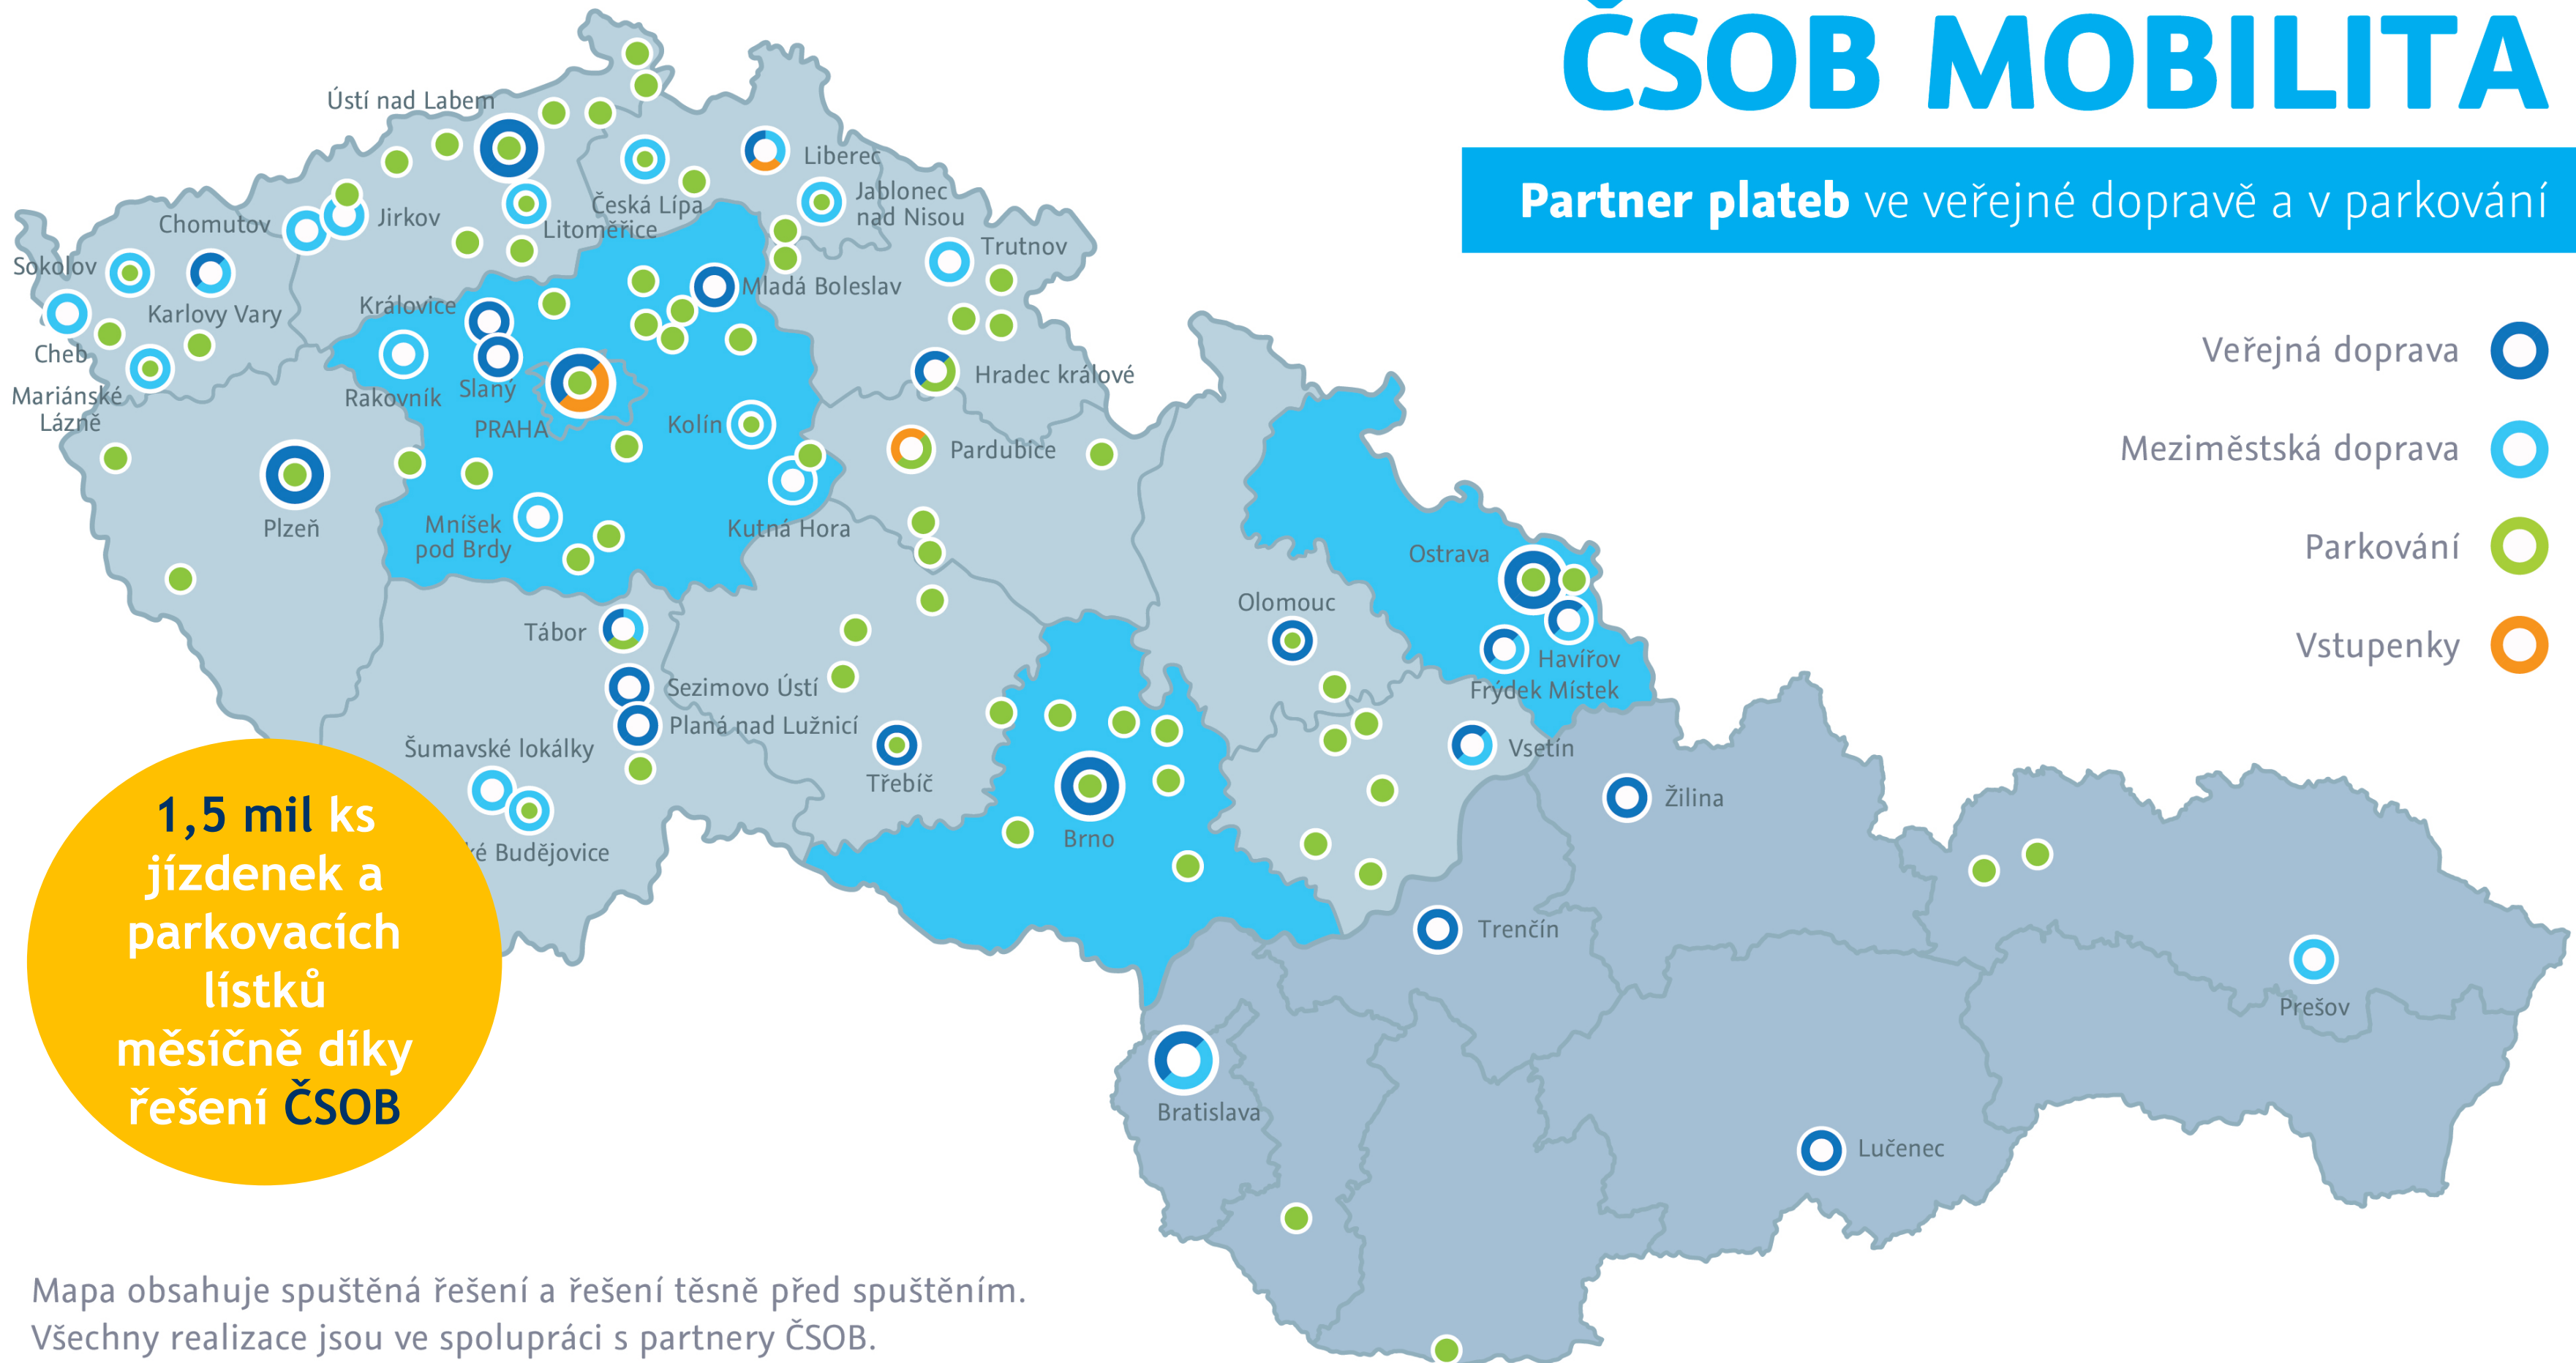 ČSOB MOBILITA
Partner plateb ve veřejné dopravě a v parkování
Veřejná doprava
Meziměstská doprava
Parkování
Vstupenky
Ústí nad Labem
Liberec
Česká Lípa
Jablonec
nad Nisou
Chomutov
Jirkov
Litoměřice
Trutnov
Sokolov
Karlovy Vary
Královice
Mladá Boleslav
Cheb
Mariánské
Lázně
Rakovník
Slaný
Hradec králové
PRAHA
Kolín
Pardubice
Plzeň
Mníšek
pod Brdy
Kutná Hora
Ostrava
Olomouc
Tábor
Havířov
Frýdek Místek
Sezimovo Ústí
Planá nad Lužnicí
Šumavské lokálky
Třebíč
Vsetín
Žilina
Brno
ké Budějovice
Trenčín
Prešov
Bratislava
Lučenec
1,5 mil ks
jízdenek a
parkovacích
lístků
měsíčně díky
řešení ČSOB
Mapa obsahuje spuštěná řešení a řešení těsně před spuštěním.
Všechny realizace jsou ve spolupráci s partnery ČSOB.